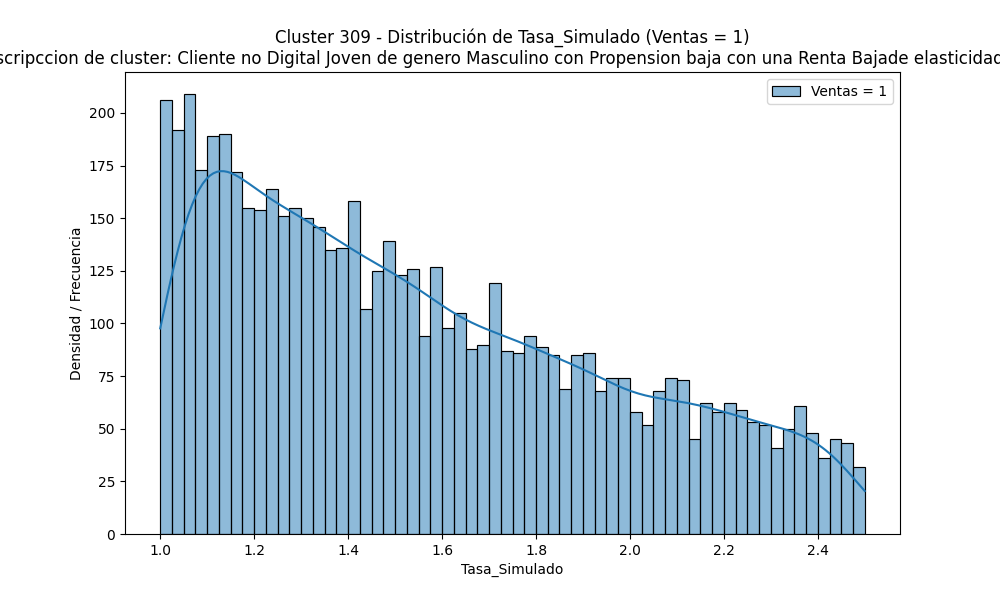 Cluster 309 - Distribución de Tasa_Simulado (Ventas = 1)
scripccion de cluster: Cliente no Digital Joven de genero Masculino con Propension baja con una Renta Bajade elasticidad
Ventas = 1
Densidad / Frecuencia
200
175
150
125
100
75
50
25
0
1.0 1.2 1.4 1.6 1.8 2.0 2.2 2.4
Tasa_Simulado